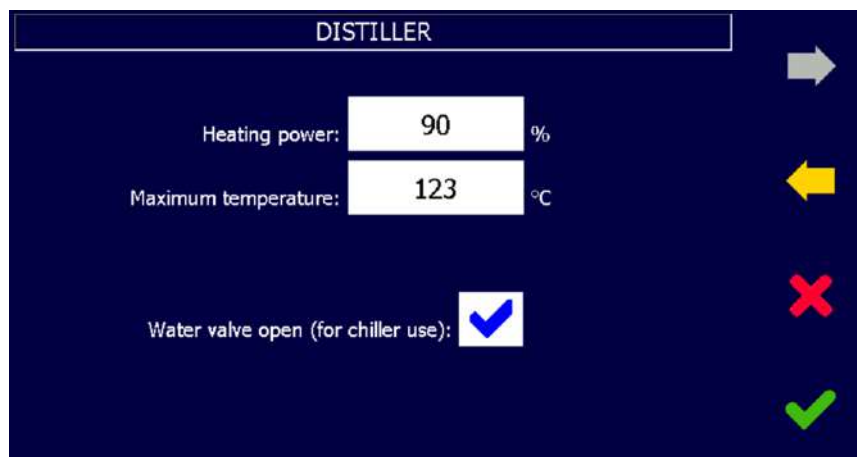 DISTILLER
Heating power: 90 %
Maximum temperature: 123 °C
Water valve open (for chiller use):